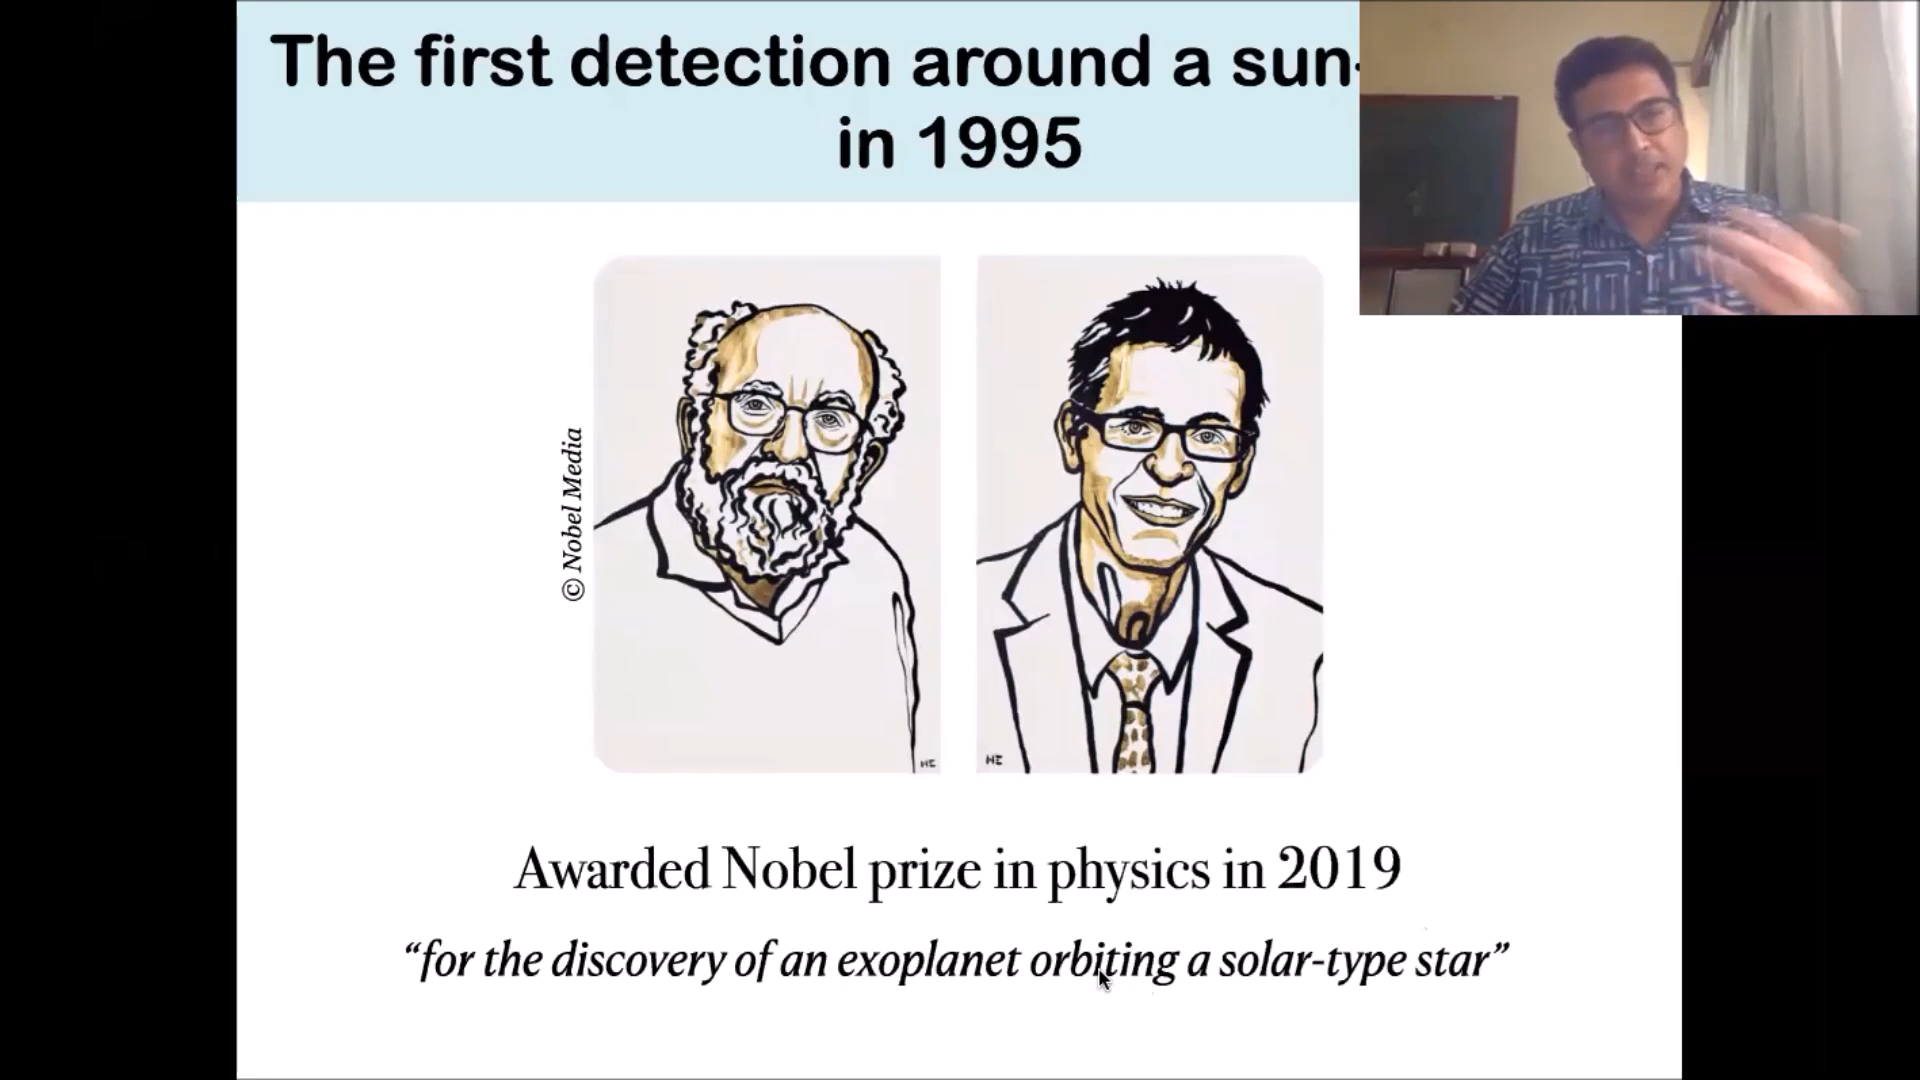 The first detection around a sun-
in 1995
© Nobel Media
Awarded Nobel prize in physics in 2019
“for the discovery of an exoplanet orbiting a solar-type star”